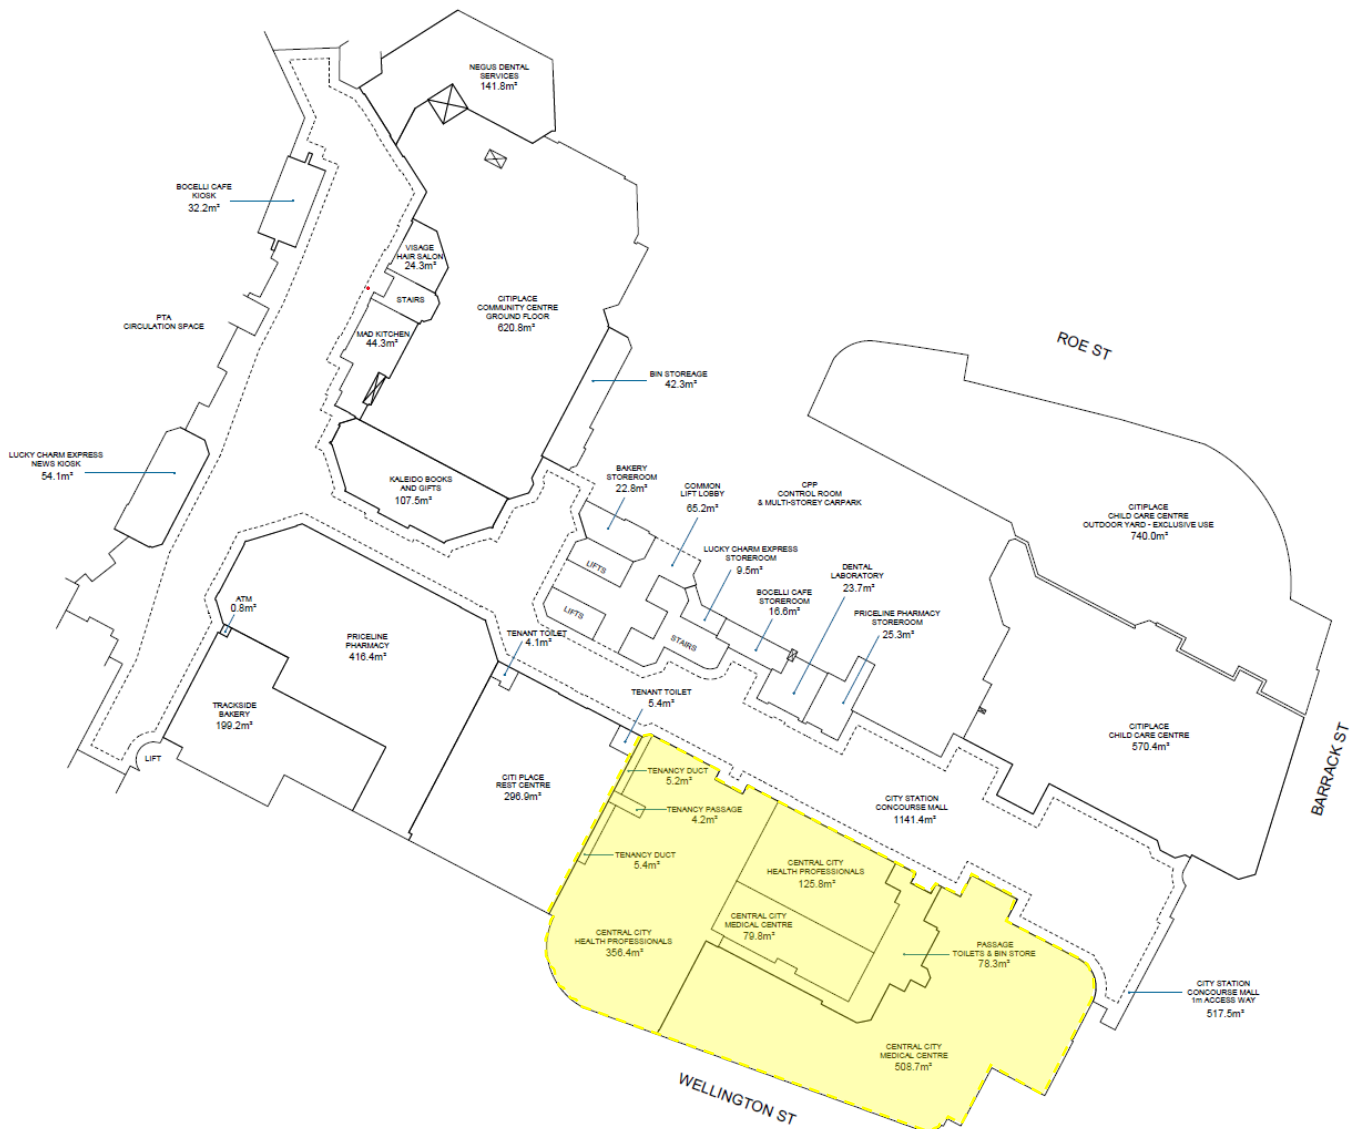 NEGUS DENTAL
SERVICES
141.8m²
BOCELLI CAFE
KIOSK
32.2m²
VISAGE
HAIR SALON
24.3m²
STAIRS
CITIPLACE
COMMUNITY CENTRE
GROUND FLOOR
620.8m²
PTA
CIRCULATION SPACE
MAD KITCHEN
44.3m²
ROE ST
BIN STOREAGE
42.3m²
LUCKY CHARM EXPRESS
NEWS KIOSK
54.1m²
KALEIDO BOOKS
AND GIFTS
107.5m²
BAKERY
STOREROOM
22.8m²
COMMON
LIFT LOBBY
65.2m²
CPP
CONTROL ROOM
& MULTI-STOREY CARPARK
CITIPLACE
CHILD CARE CENTRE
OUTDOOR YARD - EXCLUSIVE USE
740.0m²
LUCKY CHARM EXPRESS
STOREROOM
9.5m²
LIFTS
DENTAL
LABORATORY
23.7m²
BOCELLI CAFE
STOREROOM
16.6m²
ATM
0.8m²
LIFTS
PRICELINE PHARMACY
STOREROOM
25.3m²
PRICELINE
PHARMACY
416.4m²
TENANT TOILET
4.1m²
STAIRS
TENANT TOILET
5.4m²
TRACKSIDE
BAKERY
199.2m²
CITIPLACE
CHILD CARE CENTRE
570.4m²
BARRACK ST
LIFT
CITI PLACE
REST CENTRE
296.9m²
TENANCY DUCT
5.2m²
TENANCY PASSAGE
4.2m²
CITY STATION
CONCOURSE MALL
1141.4m²
TENANCY DUCT
5.4m²
CENTRAL CITY
HEALTH PROFESSIONALS
125.8m²
CENTRAL CITY
MEDICAL CENTRE
79.8m²
CENTRAL CITY
HEALTH PROFESSIONALS
356.4m²
PASSAGE
TOILETS & BIN STORE
78.3m²
CITY STATION
CONCOURSE MALL
1m ACCESS WAY
517.5m²
CENTRAL CITY
MEDICAL CENTRE
508.7m²
WELLINGTON ST